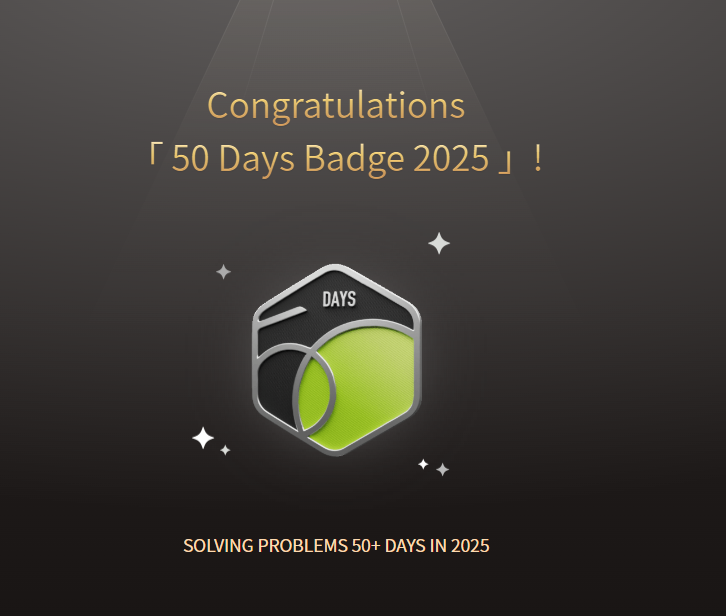 Congratulations
「 50 Days Badge 2025 」 !
DAYS
SOLVING PROBLEMS 50+ DAYS IN 2025